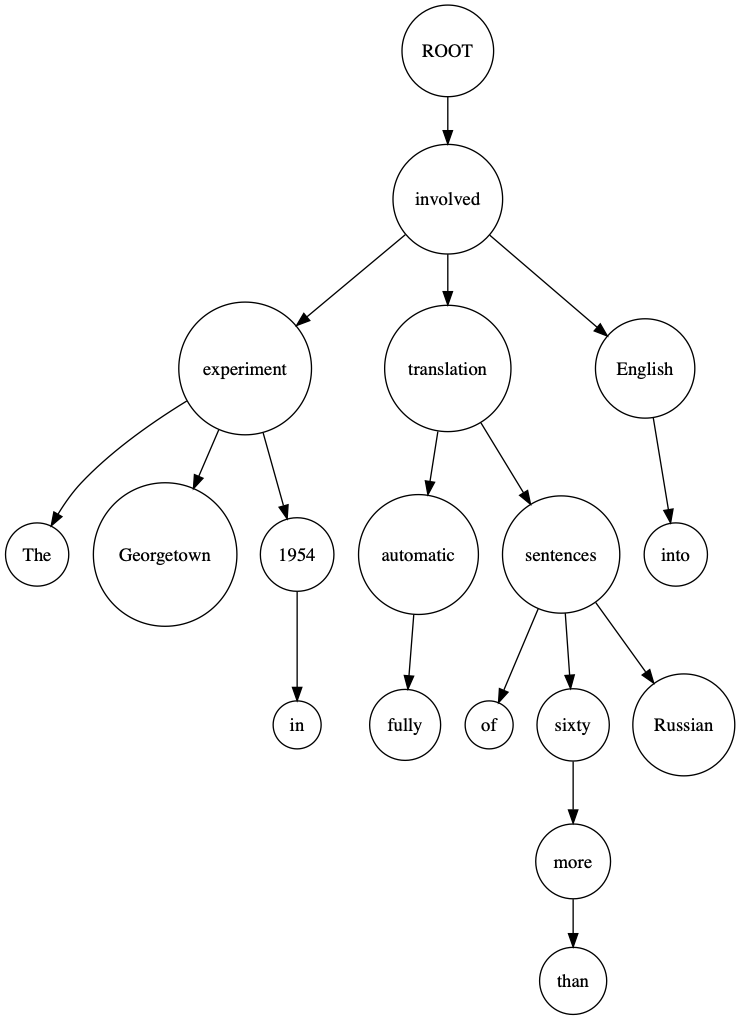 ROOT
involved
experiment translation English
The Georgetown 1954 automatic sentences into
in fully of sixty Russian
more
than